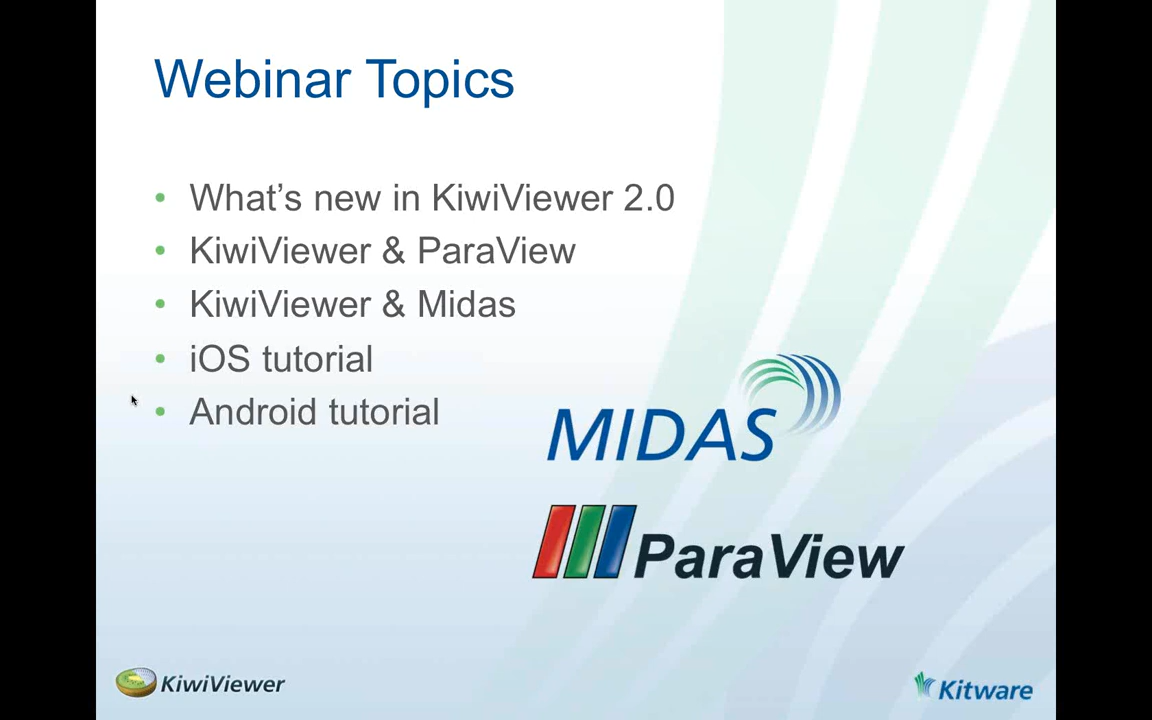 Webinar Topics
• What’s new in KiwiViewer 2.0
• KiwiViewer & ParaView
• KiwiViewer & Midas
• iOS tutorial
• Android tutorial
MIDAS
ParaView
KiwiViewer
Kitware